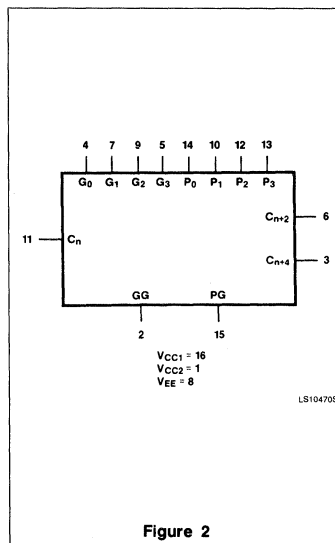 4 7 9 5 14 10 12 13
G0 G1 G2 G3 P0 P1 P2 P3
Cn+2 6
11 Cn
Cn+4 3
GG PG
2 15
VCC1 = 16
VCC2 = 1
VEE = 8
LS10470S
Figure 2